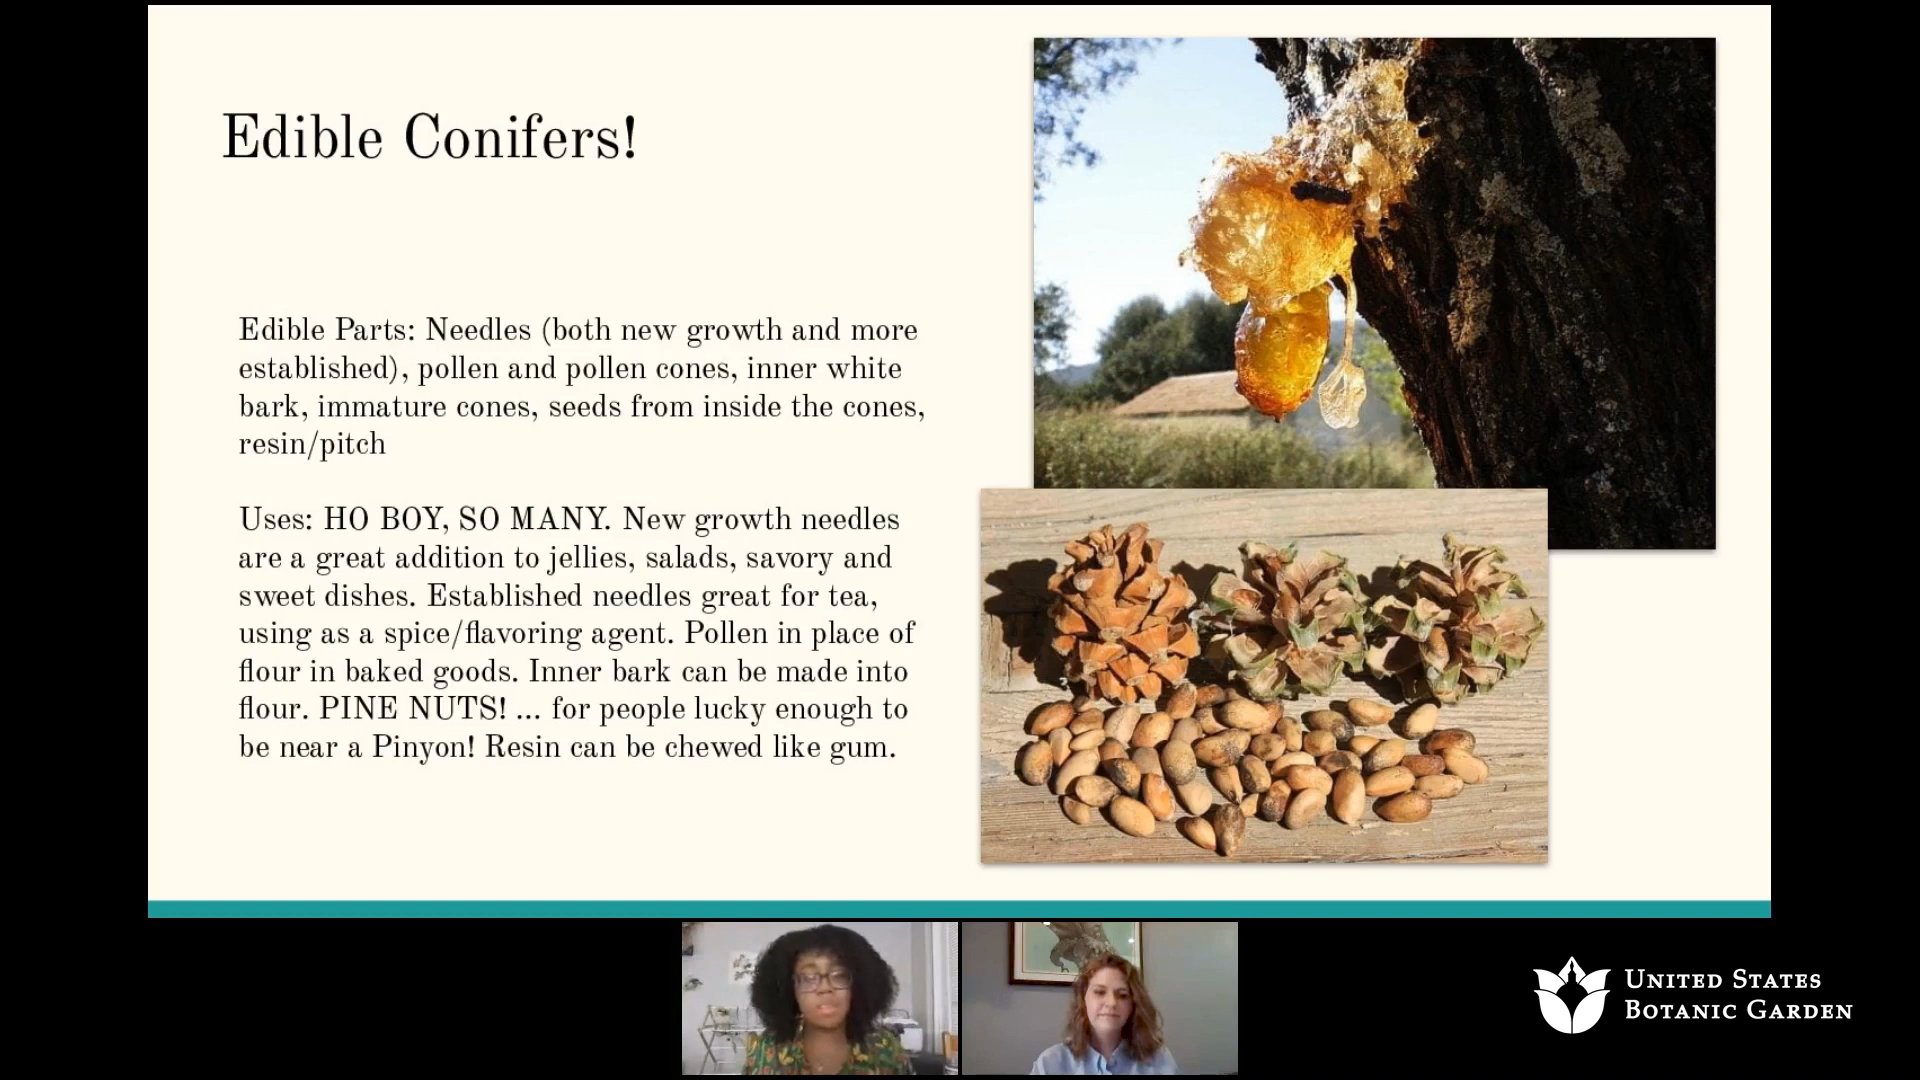 Edible Conifers!
Edible Parts: Needles (both new growth and more
established), pollen and pollen cones, inner white
bark, immature cones, seeds from inside the cones,
resin/pitch
Uses: HO BOY, SO MANY. New growth needles
are a great addition to jellies, salads, savory and
sweet dishes. Established needles great for tea,
using as a spice/flavoring agent. Pollen in place of
flour in baked goods. Inner bark can be made into
flour. PINE NUTS! ... for people lucky enough to
be near a Pinyon! Resin can be chewed like gum.
UNITED STATES
BOTANIC GARDEN